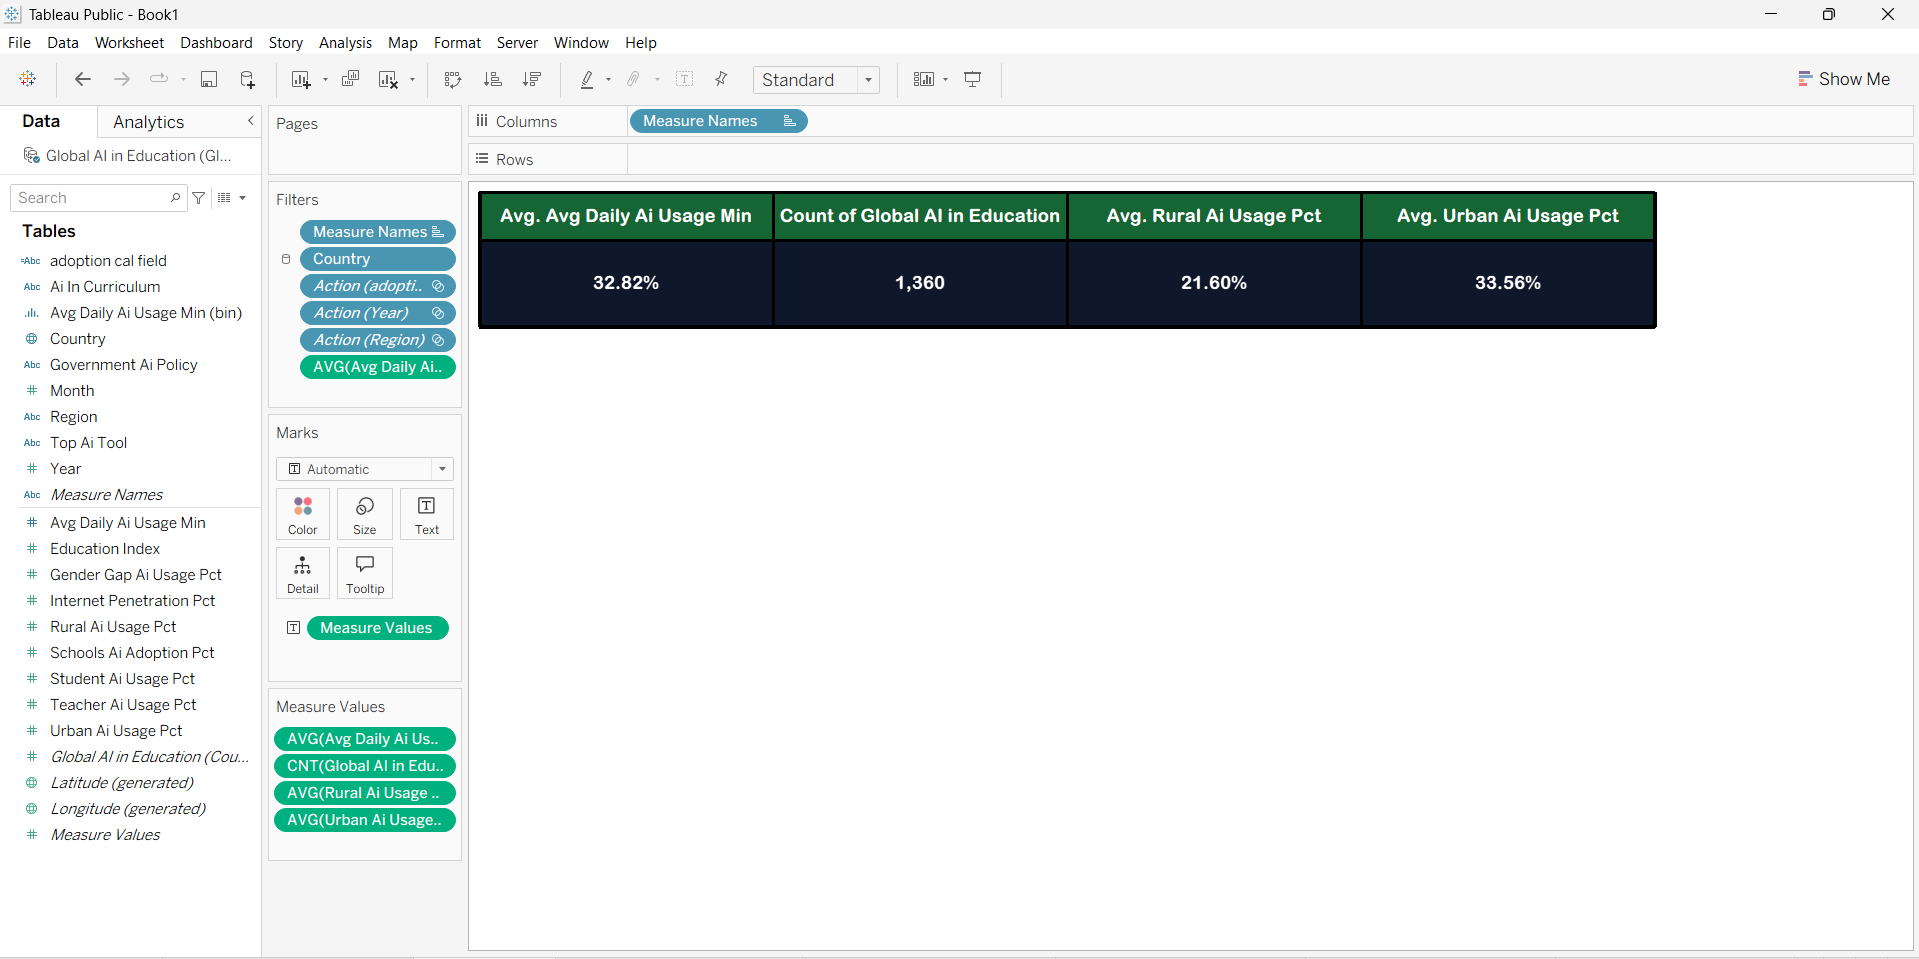 Tableau Public - Book1
File Data Worksheet Dashboard Story Analysis Map Format Server Window Help
Standard
Show Me
Data Analytics
Global AI in Education (Gl...
Search
Tables
=Abc adoption cal field
Abc Ai In Curriculum
Avg Daily Ai Usage Min (bin)
Country
Abc Government Ai Policy
# Month
Abc Region
Abc Top Ai Tool
# Year
Abc Measure Names
# Avg Daily Ai Usage Min
# Education Index
# Gender Gap Ai Usage Pct
# Internet Penetration Pct
# Rural Ai Usage Pct
# Schools Ai Adoption Pct
# Student Ai Usage Pct
# Teacher Ai Usage Pct
# Urban Ai Usage Pct
# Global AI in Education (Cou...
Latitude (generated)
Longitude (generated)
# Measure Values
Pages
Filters
Measure Names
Country
Action (adopti..
Action (Year)
Action (Region)
AVG(Avg Daily Ai..
Marks
T Automatic
Color Size T Text
Detail Tooltip
T Measure Values
Measure Values
AVG(Avg Daily Ai Us..
CNT(Global AI in Edu..
AVG(Rural Ai Usage ..
AVG(Urban Ai Usage..
Columns Measure Names
Rows
Avg. Avg Daily Ai Usage Min Count of Global AI in Education Avg. Rural Ai Usage Pct Avg. Urban Ai Usage Pct
32.82% 1,360 21.60% 33.56%